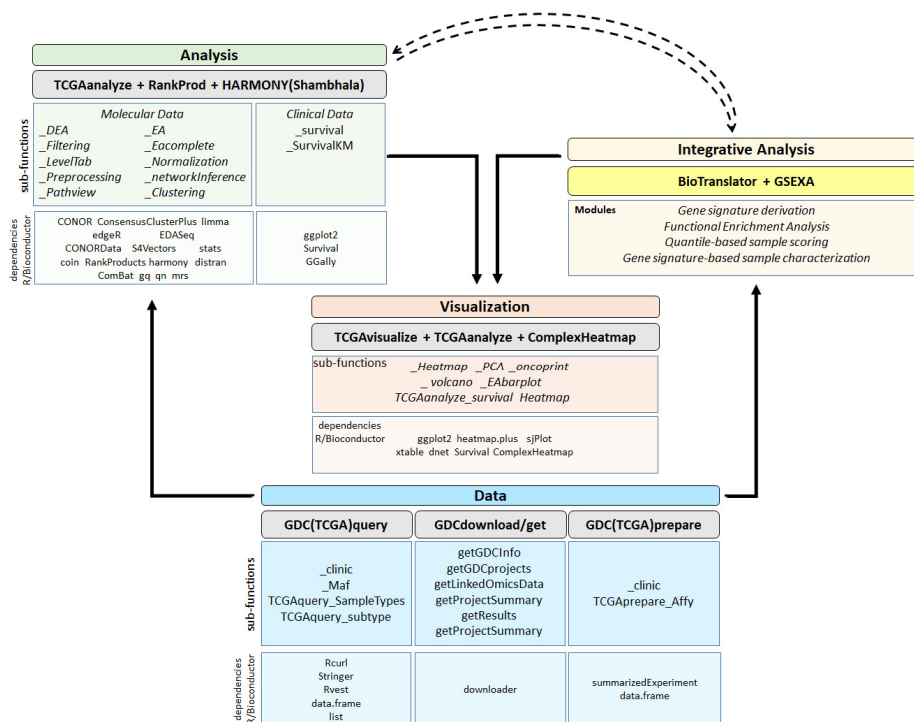 Analysis
TCGAanalyze + RankProd + HARMONY(Shambhala)
sub-functions
Molecular Data
_DEA _EA
_Filtering _Eacomplete
_LevelTab _Normalization
_Preprocessing _networkInference
_Pathview _Clustering
Clinical Data
_survival
_SurvivalKM
dependencies
R/Bioconductor
CONOR ConsensusClusterPlus limma
edgeR EDASeq
CONORData S4Vectors stats
coin RankProducts harmony distran
ComBat gq qn mrs
ggplot2
Survival
GGally
Integrative Analysis
BioTranslator + GSEXA
Modules
Gene signature derivation
Functional Enrichment Analysis
Quantile-based sample scoring
Gene signature-based sample characterization
Visualization
TCGAvisualize + TCGAanalyze + ComplexHeatmap
sub-functions
_Heatmap _PCA _oncoprint
_ volcano _EAbarplot
TCGAanalyze_survival Heatmap
dependencies
R/Bioconductor
ggplot2 heatmap.plus sjPlot
xtable dnet Survival ComplexHeatmap
Data
GDC(TCGA)query
GDCdownload/get
GDC(TCGA)prepare
sub-functions
_clinic
_Maf
TCGAquery_SampleTypes
TCGAquery_subtype
getGDCInfo
getGDCprojects
getLinkedOmicsData
getProjectSummary
getResults
getProjectSummary
_clinic
TCGAprepare_Affy
dependencies
R/Bioconductor
Rcurl
Stringer
Rvest
data.frame
list
downloader
summarizedExperiment
data.frame